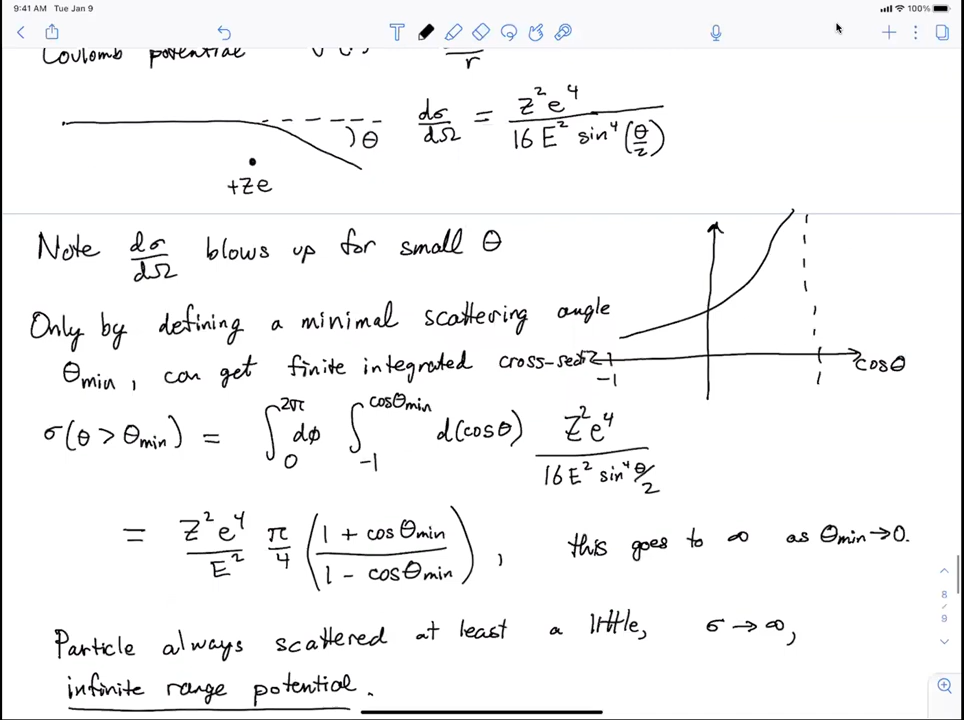 9:41 AM Tue Jan 9
100%
Coulomb potential
r
dσ/dΩ = Z²e⁴ / 16 E² sin⁴(θ/2)
θ
+Ze
Note dσ/dΩ blows up for small θ
Only by defining a minimal scattering angle
θmin, can get finite integrated cross-section
-1
1
cosθ
σ(θ > θmin) = ∫₀^2π dϕ ∫₋₁^cosθmin d(cosθ) Z²e⁴ / 16 E² sin⁴ θ/2
= Z²e⁴/E² π/4 (1 + cosθmin / 1 - cosθmin), this goes to ∞ as θmin→0.
8/9
Particle always scattered at least a little, σ → ∞,
infinite range potential.